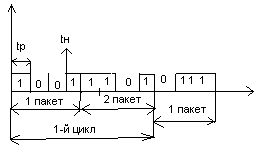 tр tн
1 0 0 1 1 1 0 1 0 1 1 1
1 пакет 2 пакет 1 пакет
1-й цикл